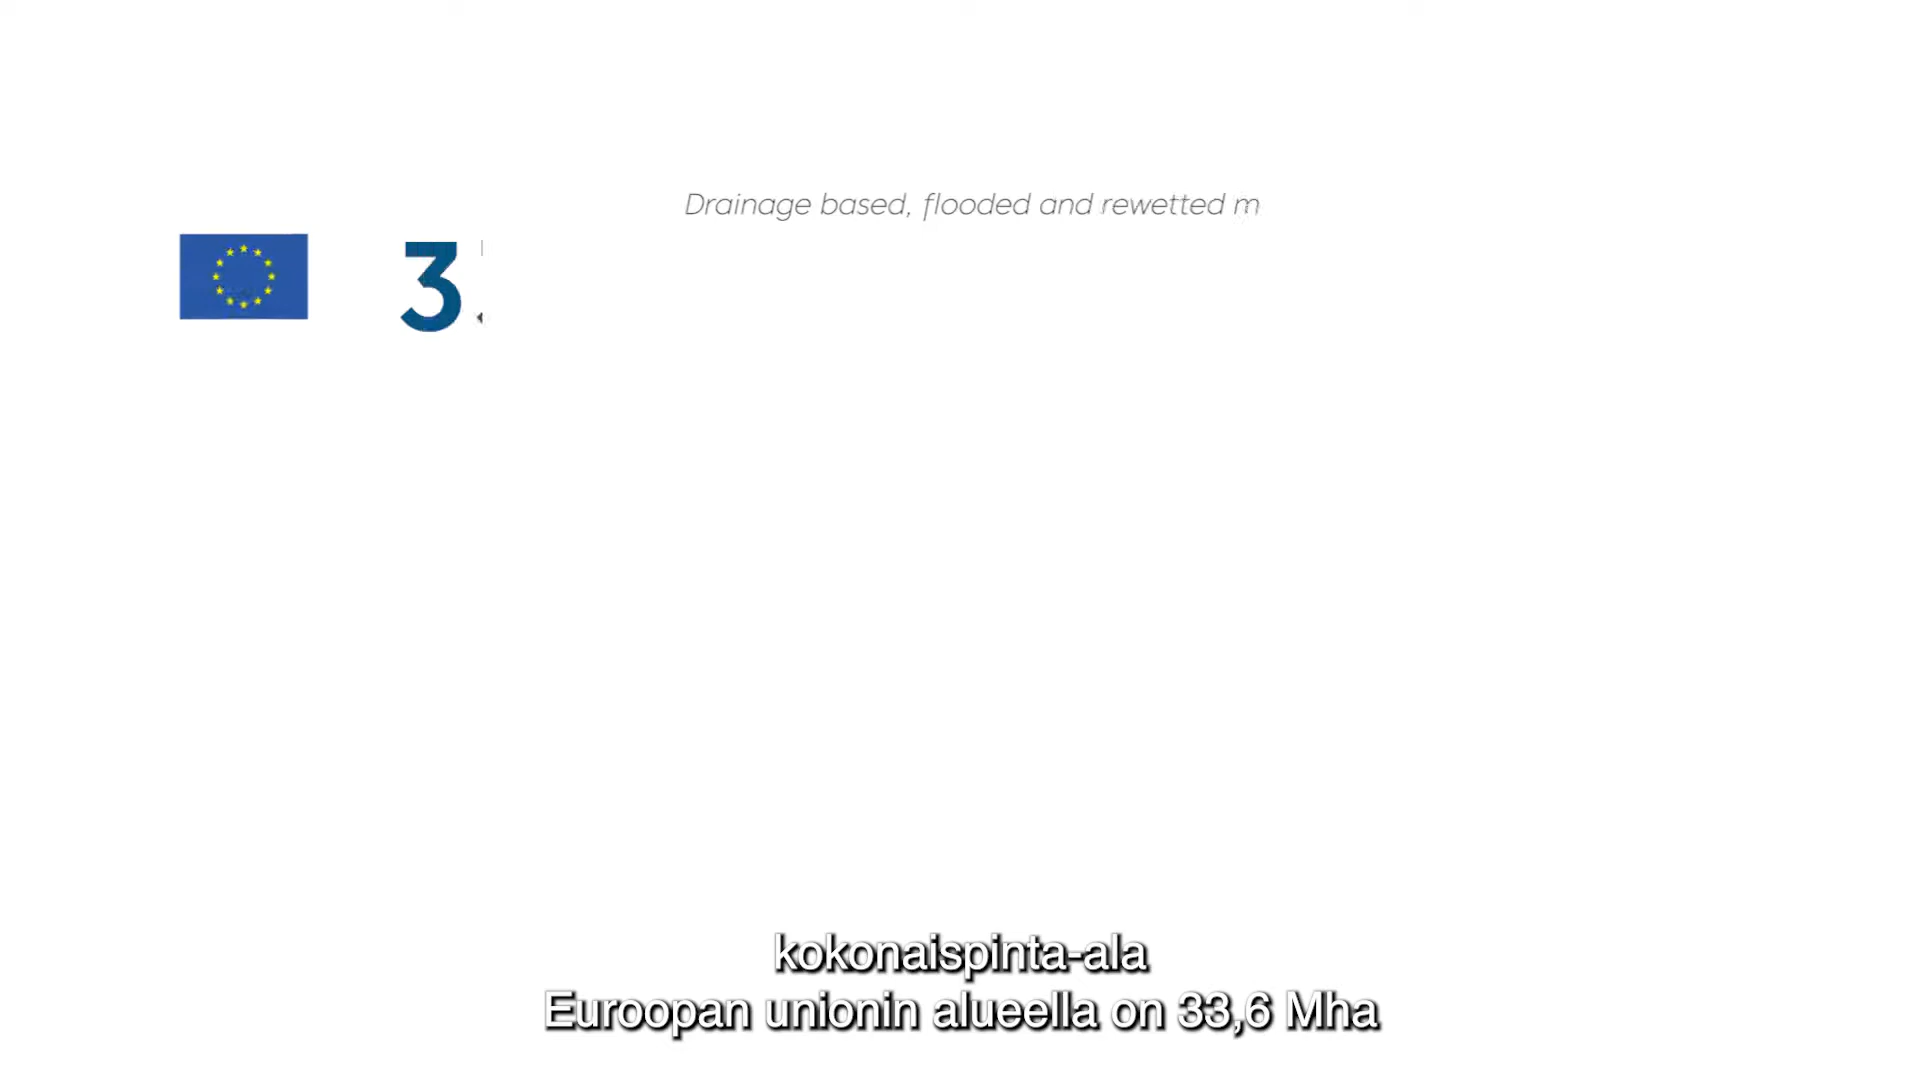 Drainage based, flooded and rewetted m
3
kokonaispinta-ala
Euroopan unionin alueella on 33,6 Mha